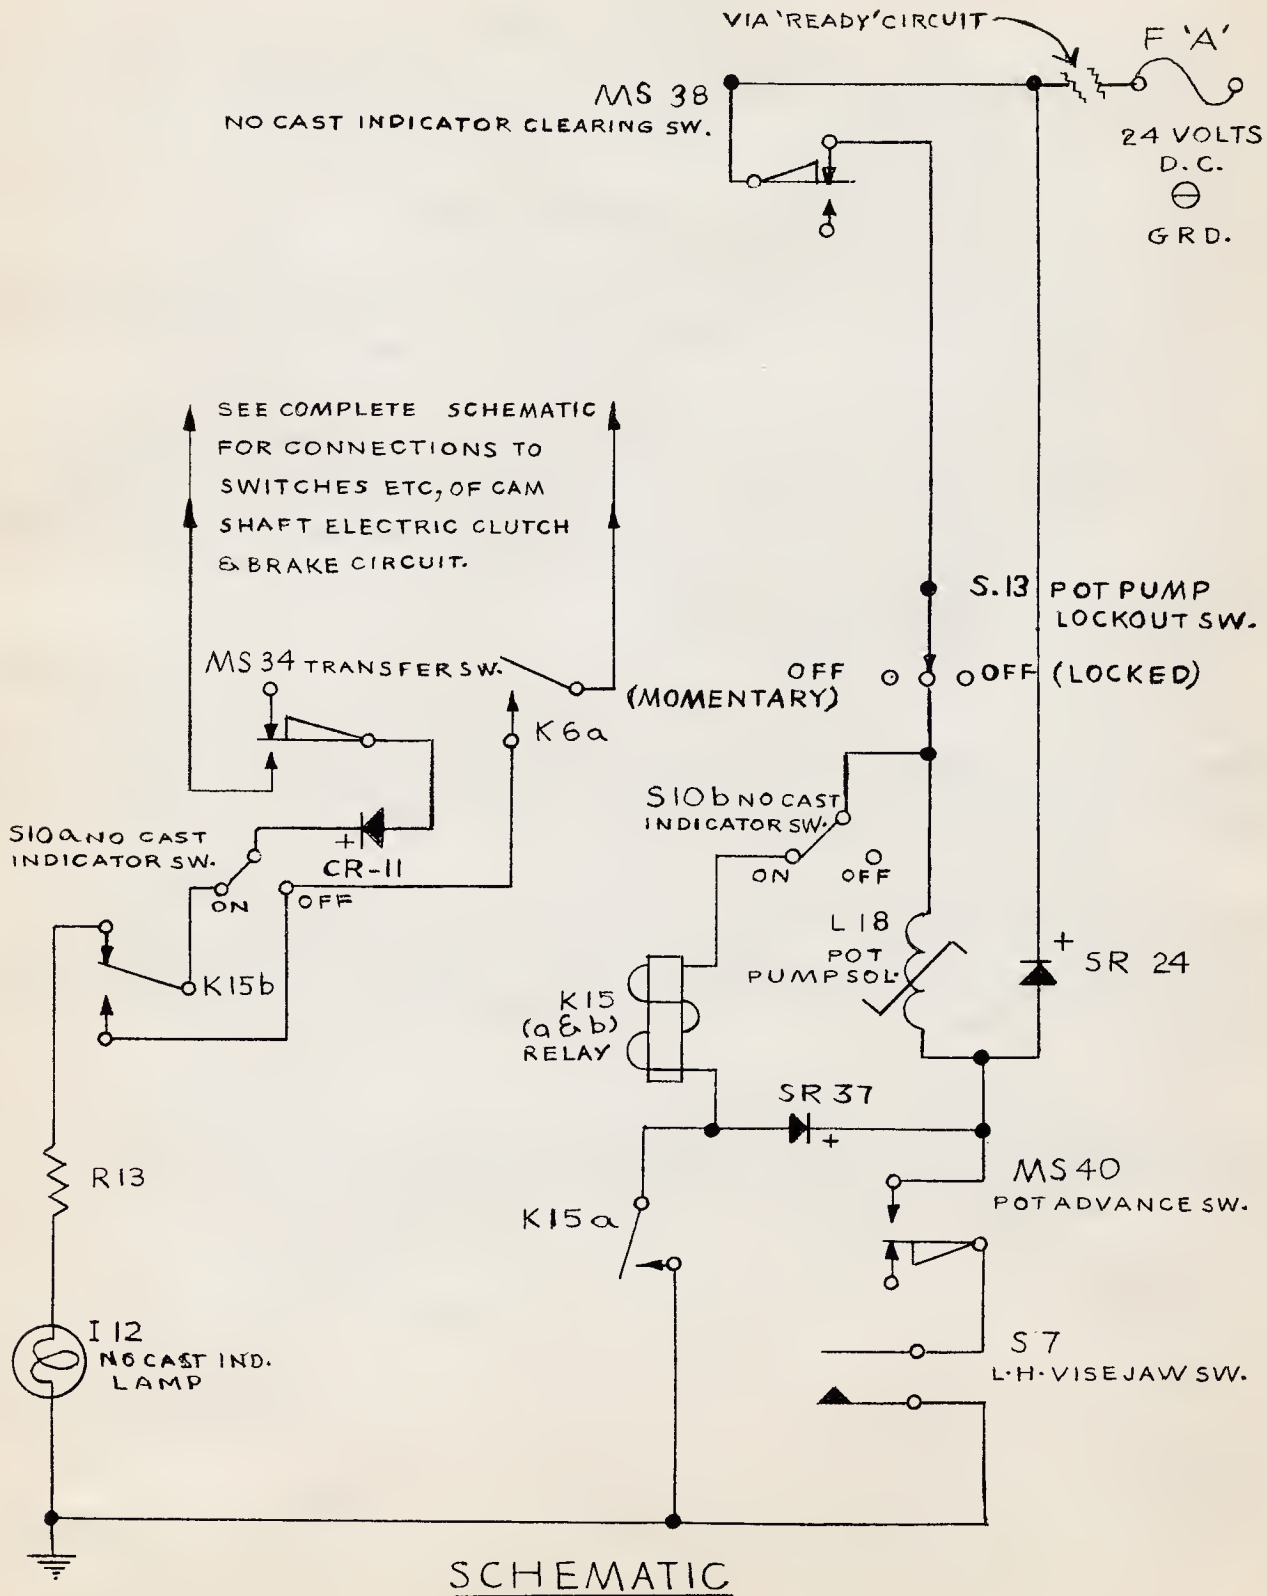 VIA 'READY' CIRCUIT
F 'A'
MS 38
NO CAST INDICATOR CLEARING SW.
24 VOLTS
D.C.
GRD.
SEE COMPLETE SCHEMATIC
FOR CONNECTIONS TO
SWITCHES ETC, OF CAM
SHAFT ELECTRIC CLUTCH
& BRAKE CIRCUIT.
S.13 POT PUMP
LOCKOUT SW.
MS 34 TRANSFER SW.
OFF
(MOMENTARY)
OFF (LOCKED)
K6a
S10b NO CAST
INDICATOR SW.
ON
OFF
S10a NO CAST
INDICATOR SW.
+
CR-11
ON
OFF
L 18
POT
PUMP SOL.
+
SR 24
K15b
K15
(a & b)
RELAY
SR 37
+
R13
MS 40
POT ADVANCE SW.
K15a
I 12
NO CAST IND.
LAMP
S 7
L.H. VISE JAW SW.
SCHEMATIC